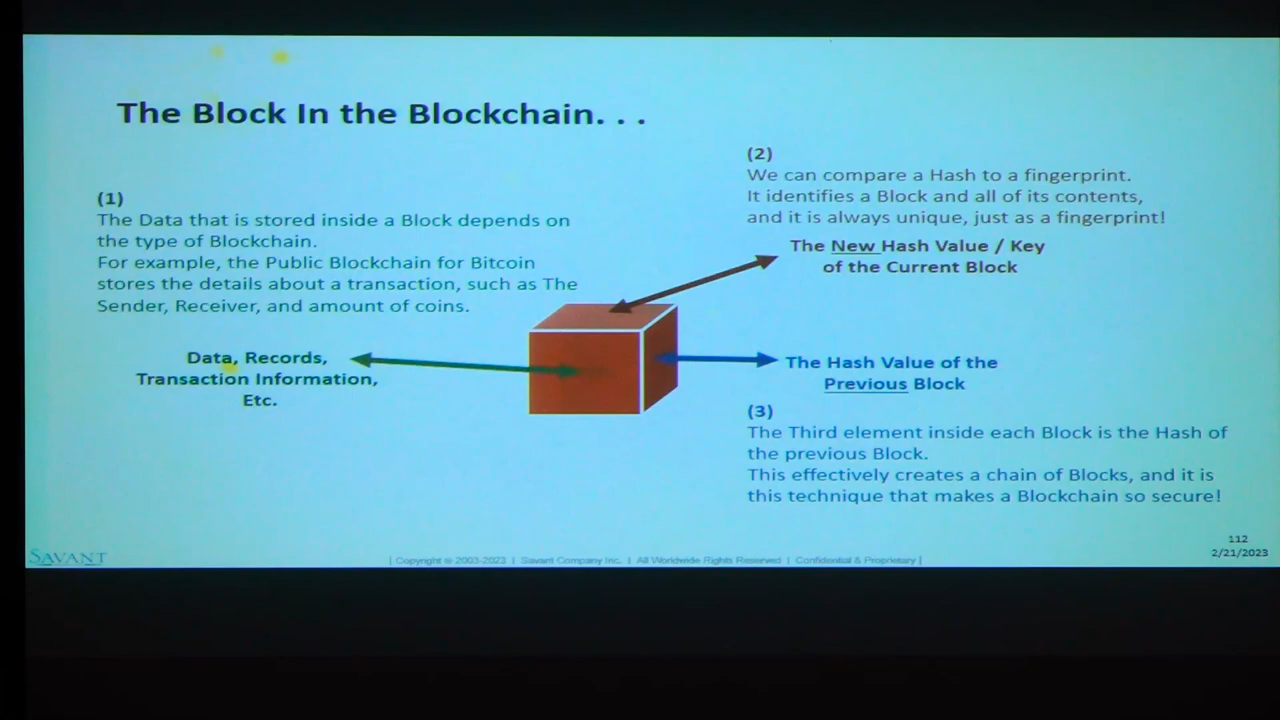 The Block In the Blockchain. . .
(1)
The Data that is stored inside a Block depends on
the type of Blockchain.
For example, the Public Blockchain for Bitcoin
stores the details about a transaction, such as The
Sender, Receiver, and amount of coins.
Data, Records,
Transaction Information,
Etc.
(2)
We can compare a Hash to a fingerprint.
It identifies a Block and all of its contents,
and it is always unique, just as a fingerprint!
The New Hash Value / Key
of the Current Block
The Hash Value of the
Previous Block
(3)
The Third element inside each Block is the Hash of
the previous Block.
This effectively creates a chain of Blocks, and it is
this technique that makes a Blockchain so secure!
SAVANT
| Copyright © 2003-2023 | Savant Company Inc. | All Worldwide Rights Reserved | Confidential & Proprietary |
112
2/21/2023